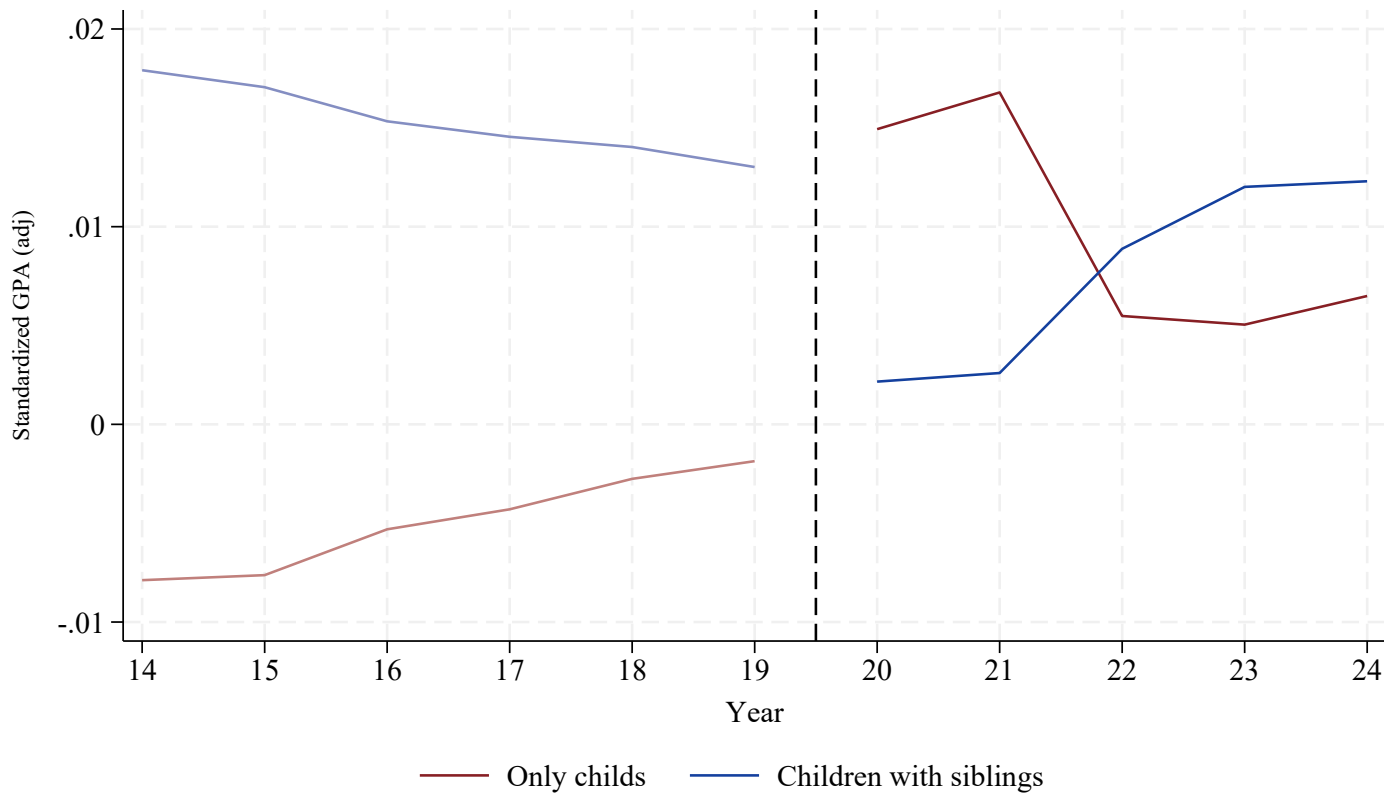 .02
.01
0
-.01
Standardized GPA (adj)
14 15 16 17 18 19 20 21 22 23 24
Year
Only childs Children with siblings